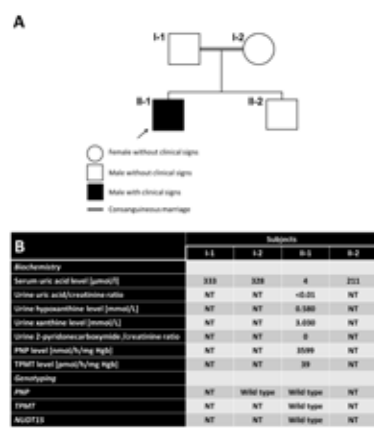 A
I-1
I-2
II-1
II-2
Female without clinical signs
Male without clinical signs
Male with clinical signs
Consanguineous marriage
B Subjects
I-1 I-2 II-1 II-2
Biochemistry
Serum uric acid level [µmol/l] 333 328 4 211
Urine uric acid/creatinine ratio NT NT <0.01 NT
Urine hypoxanthine level [mmol/L] NT NT 0.580 NT
Urine xanthine level [mmol/L] NT NT 3.030 NT
Urine 2-pyridonecarboxymide/creatinine ratio NT NT 0 NT
PNP level [nmol/h/mg Hgb] NT NT 3599 NT
TPMT level [pmol/h/mg Hgb] NT NT 39 NT
Genotyping
PNP NT Wild type Wild type NT
TPMT NT NT Wild type NT
NUDT15 NT NT Wild type NT